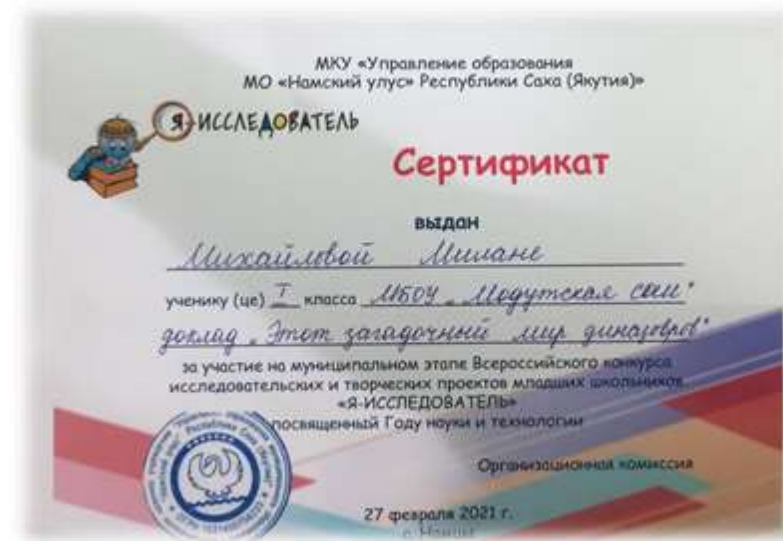 МКУ «Управление образования
МО «Намский улус» Республики Саха (Якутия)»
Я-ИССЛЕДОВАТЕЛЬ
Сертификат
выдан
Михайловой Милане
ученику (це) I класса МБОУ „Модутская сош"
доклад „Этот загадочный мир динозавров"
за участие на муниципальном этапе Всероссийского конкурса
исследовательских и творческих проектов младших школьников
«Я-ИССЛЕДОВАТЕЛЬ»
посвященный Году науки и технологии
Организационная комиссия
27 февраля 2021 г.
с. Намцы